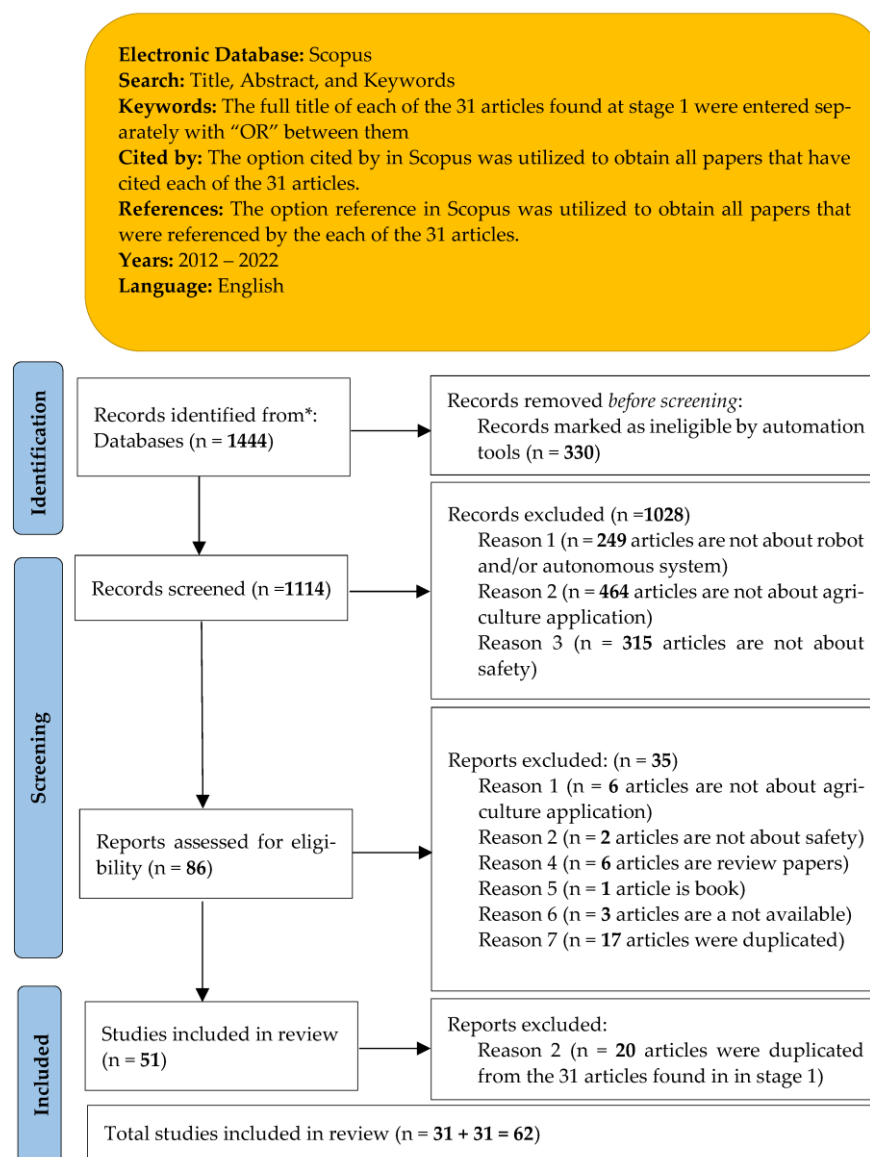 Electronic Database: Scopus
Search: Title, Abstract, and Keywords
Keywords: The full title of each of the 31 articles found at stage 1 were entered sep-
arately with “OR” between them
Cited by: The option cited by in Scopus was utilized to obtain all papers that have
cited each of the 31 articles.
References: The option reference in Scopus was utilized to obtain all papers that
were referenced by the each of the 31 articles.
Years: 2012 – 2022
Language: English
Identification
Records identified from*:
Databases (n = 1444)
Records removed before screening:
Records marked as ineligible by automation
tools (n = 330)
Screening
Records screened (n =1114)
Records excluded (n =1028)
Reason 1 (n = 249 articles are not about robot
and/or autonomous system)
Reason 2 (n = 464 articles are not about agri-
culture application)
Reason 3 (n = 315 articles are not about
safety)
Reports assessed for eligi-
bility (n = 86)
Reports excluded: (n = 35)
Reason 1 (n = 6 articles are not about agri-
culture application)
Reason 2 (n = 2 articles are not about safety)
Reason 4 (n = 6 articles are review papers)
Reason 5 (n = 1 article is book)
Reason 6 (n = 3 articles are a not available)
Reason 7 (n = 17 articles were duplicated)
Included
Studies included in review
(n = 51)
Reports excluded:
Reason 2 (n = 20 articles were duplicated
from the 31 articles found in in stage 1)
Total studies included in review (n = 31 + 31 = 62)